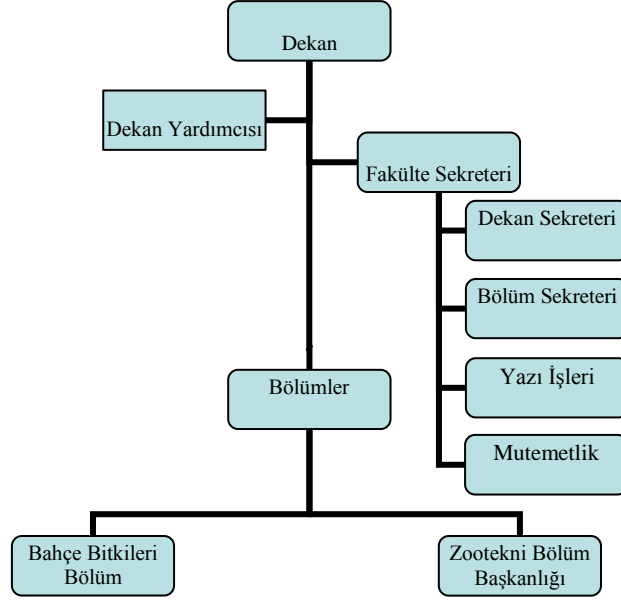 Dekan
Dekan Yardımcısı
Fakülte Sekreteri
Dekan Sekreteri
Bölüm Sekreteri
Yazı İşleri
Mutemetlik
Bölümler
Bahçe Bitkileri
Bölüm
Zootekni Bölüm
Başkanlığı